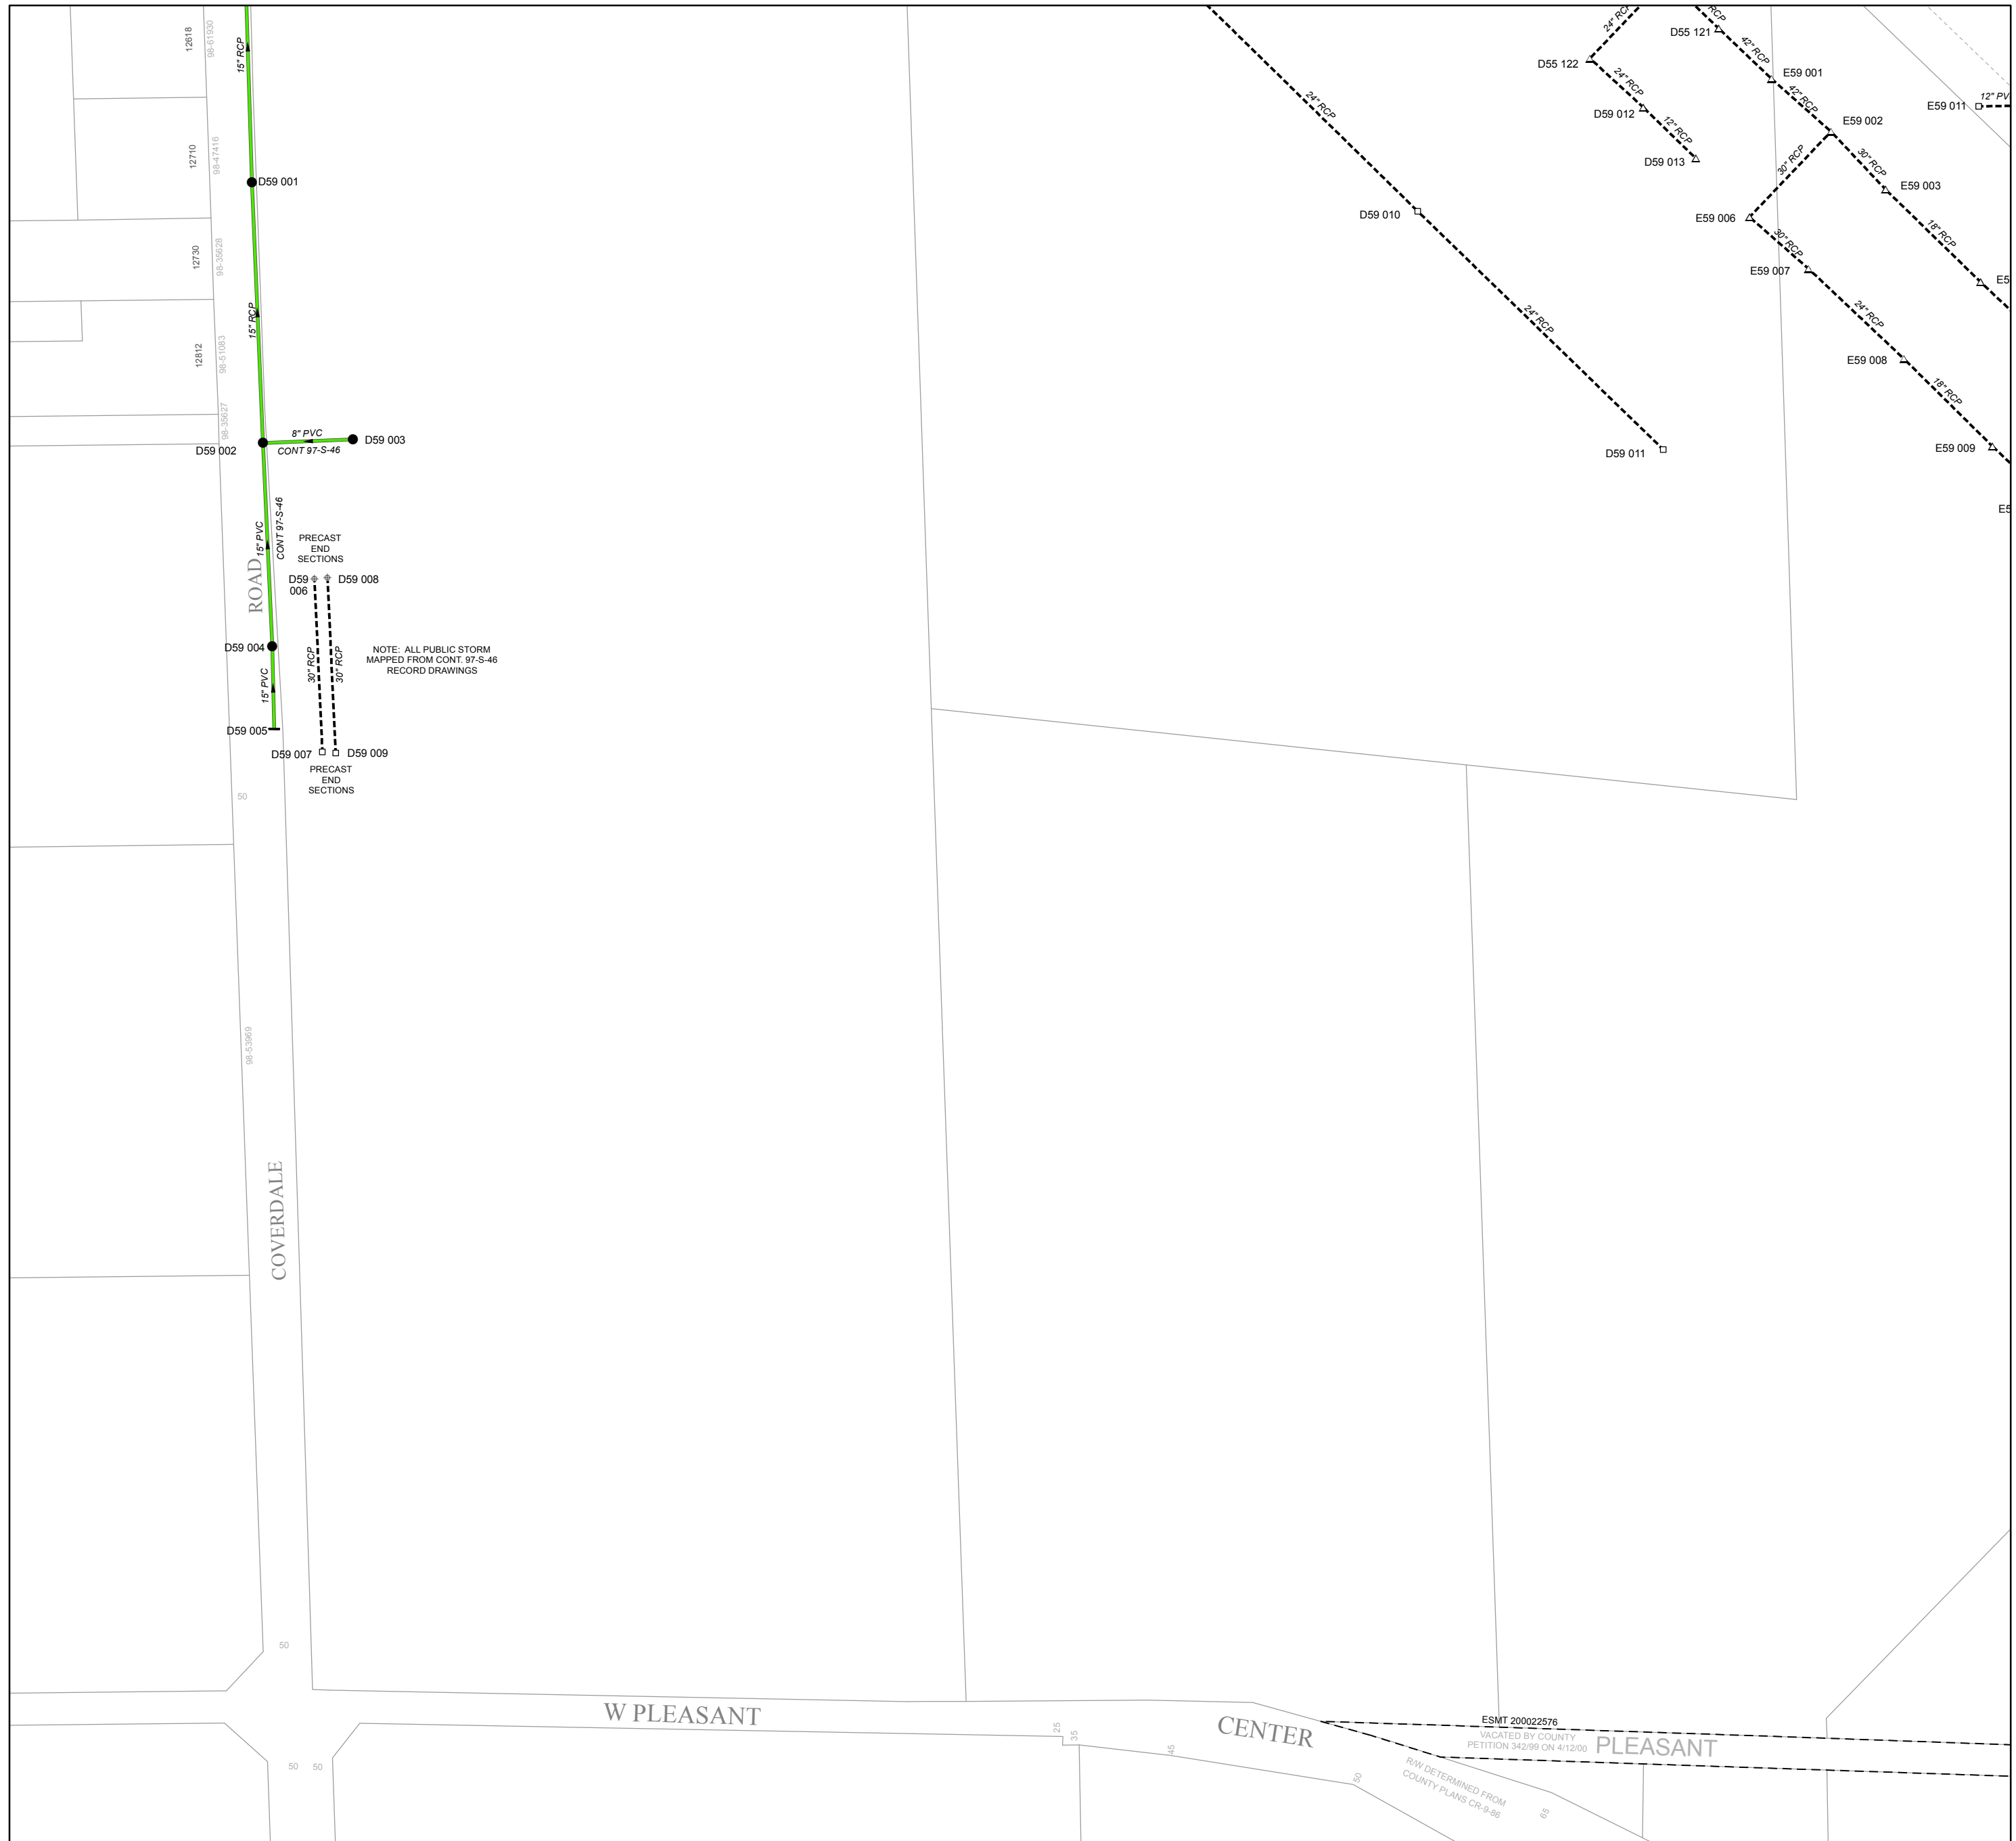 12618
98-61930
15" RCP
24" RCP
D55 121
RCP
D55 122
42" RCP
E59 001
24" RCP
24" RCP
42" RCP
E59 011
12" PV
D59 012
E59 002
12" RCP
12710
98-47416
D59 013
30" RCP
30" RCP
D59 001
E59 003
D59 010
E59 006
18" RCP
12730
98-35628
30" RCP
E59 007
E5
15" RCP
24" RCP
24" RCP
12812
98-51083
E59 008
18" RCP
98-35627
8" PVC
D59 003
D59 002
CONT 97-S-46
D59 011
E59 009
E5
15" PVC
CONT 97-S-46
PRECAST
END
SECTIONS
ROAD
D59
006
D59 008
D59 004
30" RCP
30" RCP
NOTE: ALL PUBLIC STORM
MAPPED FROM CONT. 97-S-46
RECORD DRAWINGS
15" PVC
D59 005
D59 007
D59 009
PRECAST
END
SECTIONS
50
98-53969
COVERDALE
50
W PLEASANT
CENTER
25
35
45
50
ESMT 200022576
VACATED BY COUNTY
PETITION 342/99 ON 4/12/00
PLEASANT
R/W DETERMINED FROM
COUNTY PLANS CR-9-86
65
50
50